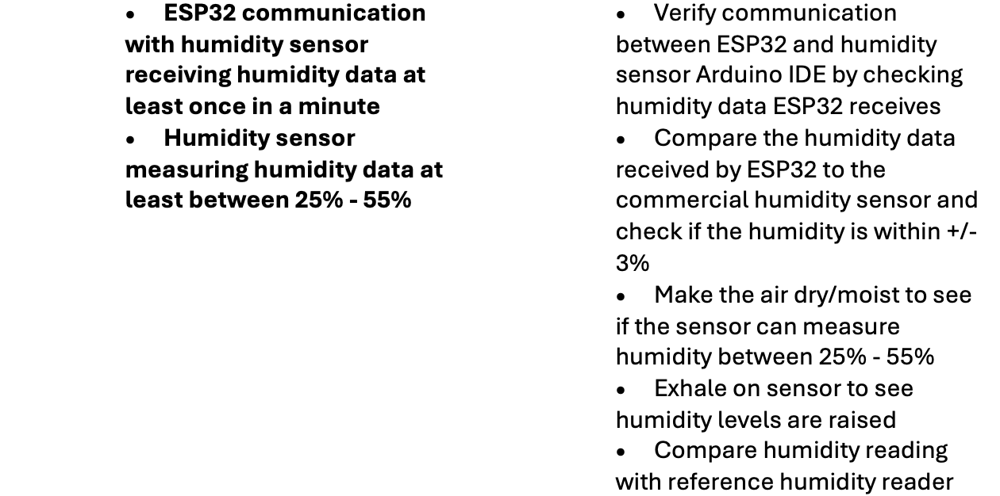 • ESP32 communication
with humidity sensor
receiving humidity data at
least once in a minute
• Humidity sensor
measuring humidity data at
least between 25% - 55%
• Verify communication
between ESP32 and humidity
sensor Arduino IDE by checking
humidity data ESP32 receives
• Compare the humidity data
received by ESP32 to the
commercial humidity sensor and
check if the humidity is within +/-
3%
• Make the air dry/moist to see
if the sensor can measure
humidity between 25% - 55%
• Exhale on sensor to see
humidity levels are raised
• Compare humidity reading
with reference humidity reader